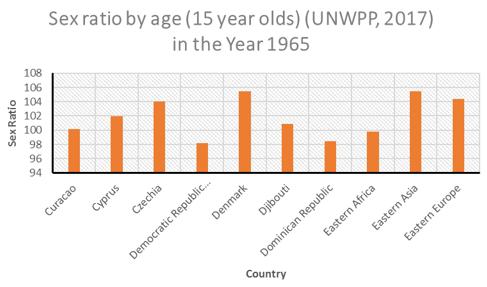 Sex ratio by age (15 year olds) (UNWPP, 2017)
in the Year 1965
108
106
104
102
100
98
96
94
Sex Ratio
Curacao
Cyprus
Czechia
Democratic Republic...
Denmark
Djibouti
Dominican Republic
Eastern Africa
Eastern Asia
Eastern Europe
Country